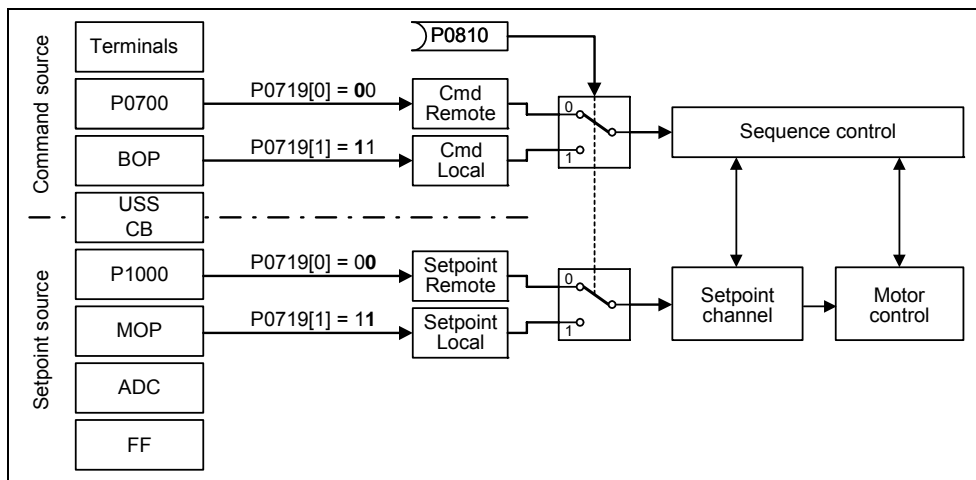 Command source
Setpoint source
Terminals
P0700
BOP
USS
CB
P1000
MOP
ADC
FF
P0719[0] = 00
P0719[1] = 11
P0719[0] = 00
P0719[1] = 11
P0810
Cmd
Remote
Cmd
Local
Setpoint
Remote
Setpoint
Local
0
1
0
1
Sequence control
Setpoint
channel
Motor
control